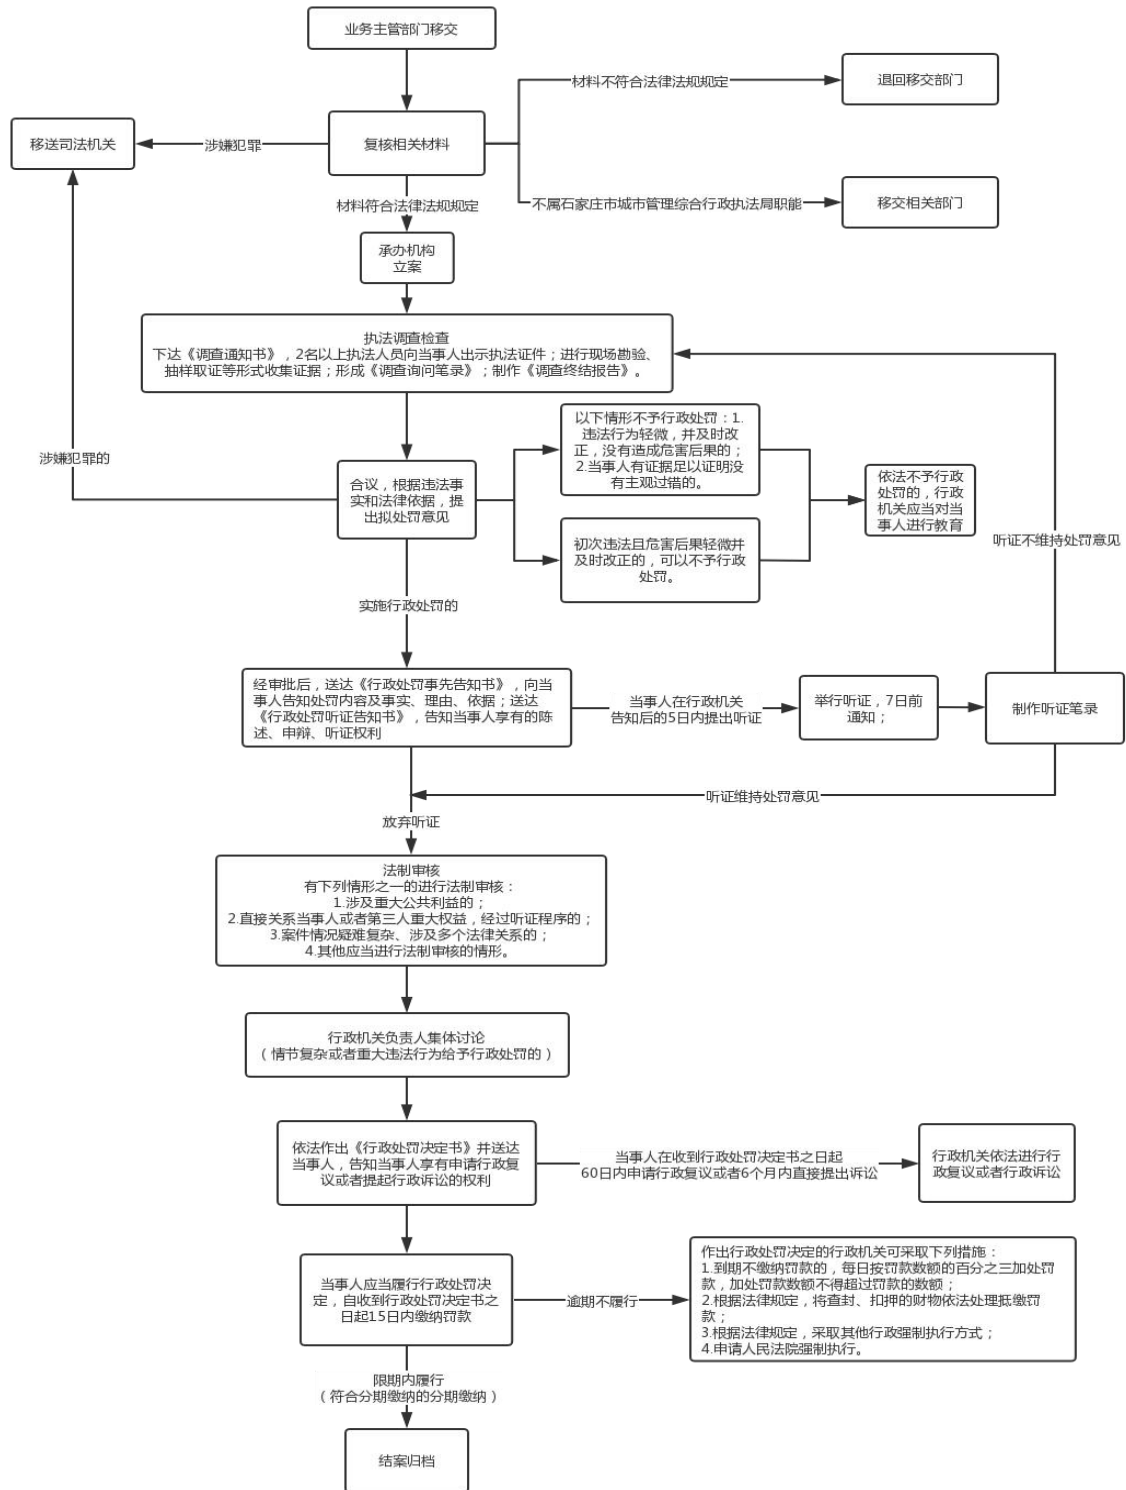 业务主管部门移交
材料不符合法律法规规定
退回移交部门
移送司法机关
涉嫌犯罪
复核相关材料
材料符合法律法规规定
不属石家庄市城市管理综合行政执法局职能
移交相关部门
承办机构
立案
执法调查检查
下达《调查通知书》，2名以上执法人员向当事人出示执法证件；进行现场勘验、
抽样取证等形式收集证据；形成《调查询问笔录》；制作《调查终结报告》。
涉嫌犯罪的
合议，根据违法事
实和法律依据，提
出拟处罚意见
以下情形不予行政处罚：1.
违法行为轻微，并及时改
正，没有造成危害后果的；
2.当事人有证据足以证明没
有主观过错的。
初次违法且危害后果轻微并
及时改正的，可以不予行政
处罚。
依法不予行政
处罚的，行政
机关应当对当
事人进行教育
听证不维持处罚意见
实施行政处罚的
经审批后，送达《行政处罚事先告知书》，向当
事人告知处罚内容及事实、理由、依据；送达
《行政处罚听证告知书》，告知当事人享有的陈
述、申辩、听证权利
当事人在行政机关
告知后的5日内提出听证
举行听证，7日前
通知；
制作听证笔录
听证维持处罚意见
放弃听证
法制审核
有下列情形之一的进行法制审核：
1.涉及重大公共利益的；
2.直接关系当事人或者第三人重大权益，经过听证程序的；
3.案件情况疑难复杂、涉及多个法律关系的；
4.其他应当进行法制审核的情形。
行政机关负责人集体讨论
（情节复杂或者重大违法行为给予行政处罚的）
依法作出《行政处罚决定书》并送达
当事人，告知当事人享有申请行政复
议或者提起行政诉讼的权利
当事人在收到行政处罚决定书之日起
60日内申请行政复议或者6个月内直接提出诉讼
行政机关依法进行行
政复议或者行政诉讼
当事人应当履行行政处罚决
定，自收到行政处罚决定书之
日起15日内缴纳罚款
逾期不履行
作出行政处罚决定的行政机关可采取下列措施：
1.到期不缴纳罚款的，每日按罚款数额的百分之三加处罚
款，加处罚款数额不得超过罚款的数额；
2.根据法律规定，将查封、扣押的财物依法处理抵缴罚
款；
3.根据法律规定，采取其他行政强制执行方式；
4.申请人民法院强制执行。
限期内履行
（符合分期缴纳的分期缴纳）
结案归档